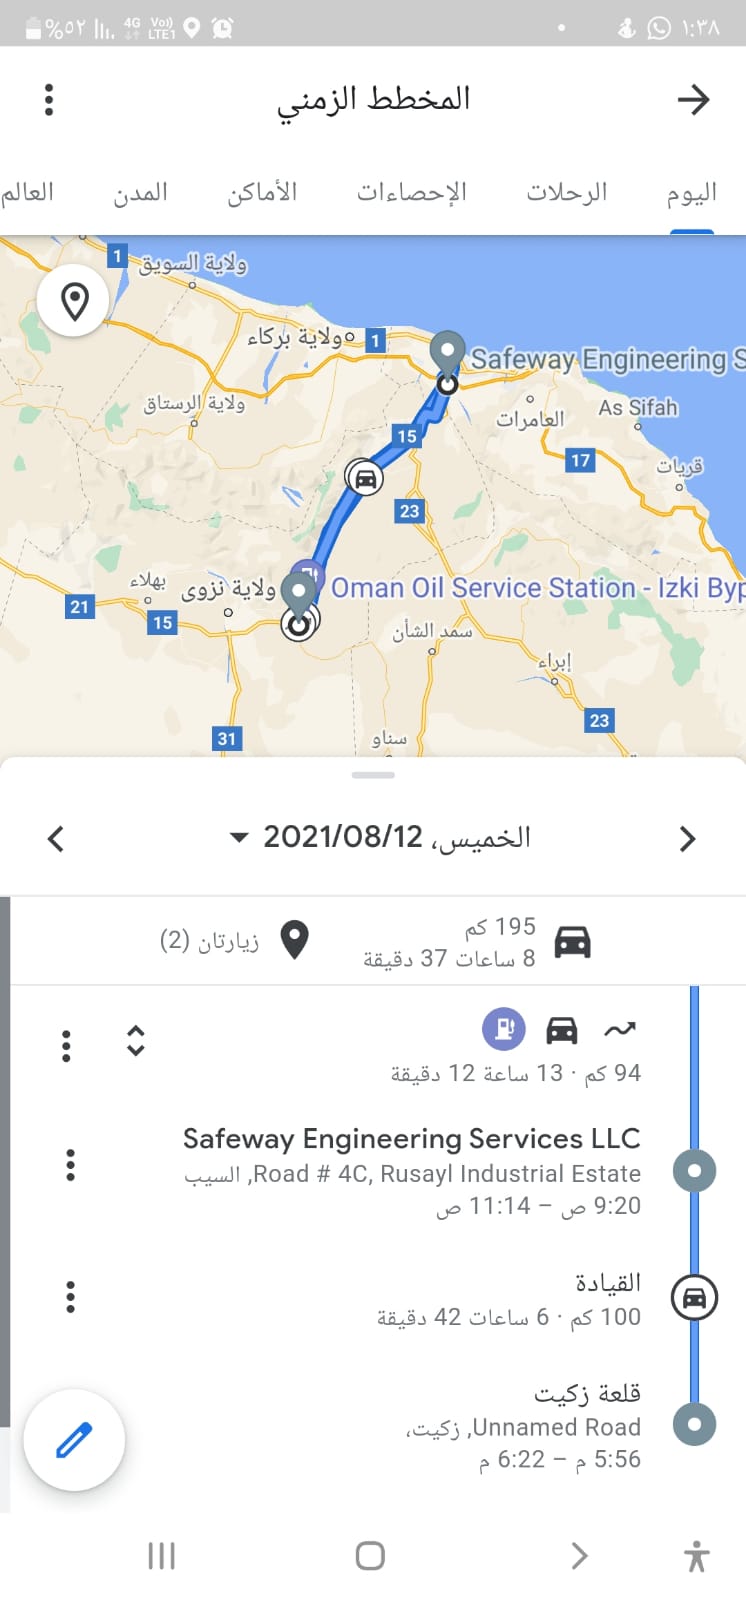 ١:٣٨
%٥٢
4G
Vo))
LTE1
المخطط الزمني
اليوم
الرحلات
الإحصاءات
الأماكن
المدن
العالم
1
ولاية السويق
ولاية بركاء
1
Safeway Engineering S
ولاية الرستاق
العامرات
As Sifah
15
17
قريات
23
بهلاء
ولاية نزوى
Oman Oil Service Station - Izki Byp
21
15
سمد الشأن
إبراء
23
31
سناو
الخميس، 2021/08/12
195 كم
8 ساعات 37 دقيقة
زيارتان (2)
94 كم · 13 ساعة 12 دقيقة
Safeway Engineering Services LLC
Road # 4C, Rusayl Industrial Estate, السيب
9:20 ص – 11:14 ص
القيادة
100 كم · 6 ساعات 42 دقيقة
قلعة زكيت
Unnamed Road, زكيت،
5:56 م – 6:22 م